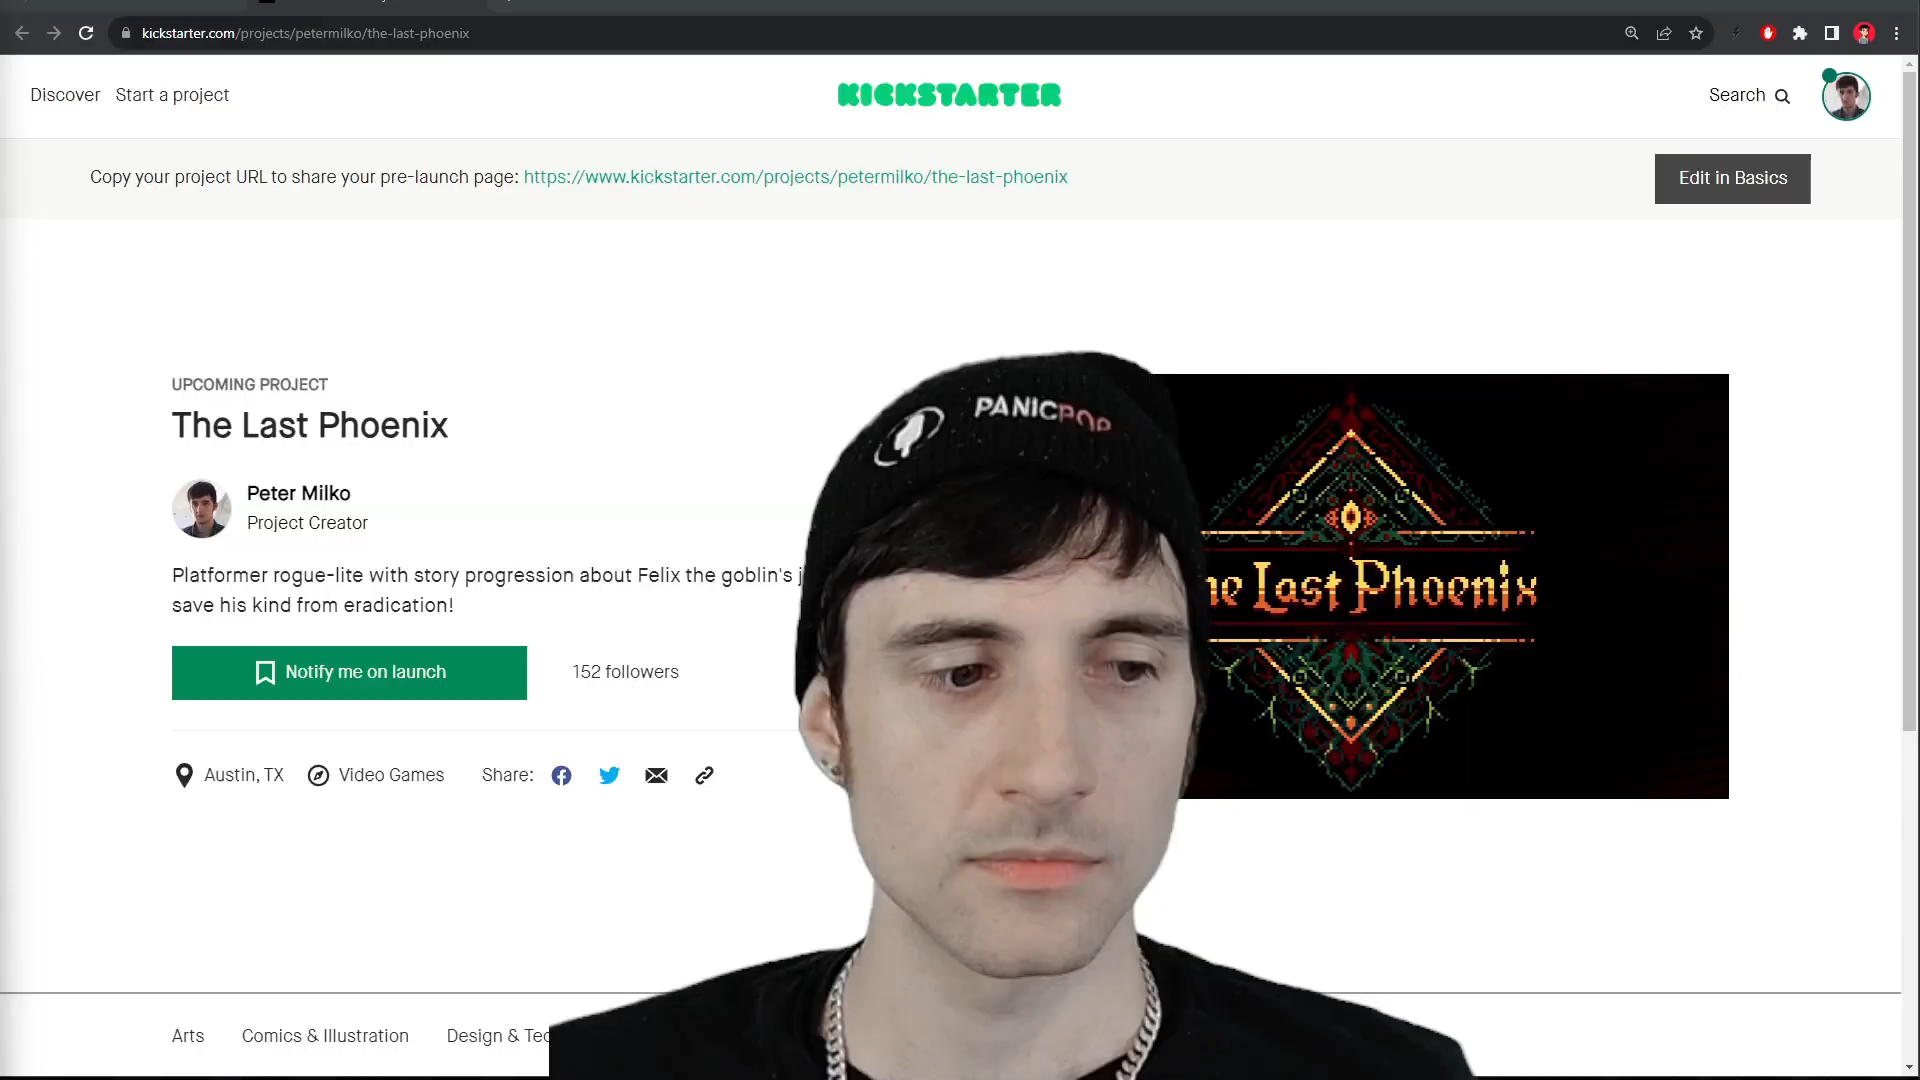 kickstarter.com/projects/petermilko/the-last-phoenix
Discover Start a project
KICKSTARTER
Search
Copy your project URL to share your pre-launch page: https://www.kickstarter.com/projects/petermilko/the-last-phoenix
Edit in Basics
UPCOMING PROJECT
The Last Phoenix
Peter Milko
Project Creator
Platformer rogue-lite with story progression about Felix the goblin's
save his kind from eradication!
Notify me on launch
152 followers
Austin, TX
Video Games
Share:
PANICPOP
Last Phoenix
Arts
Comics & Illustration
Design &